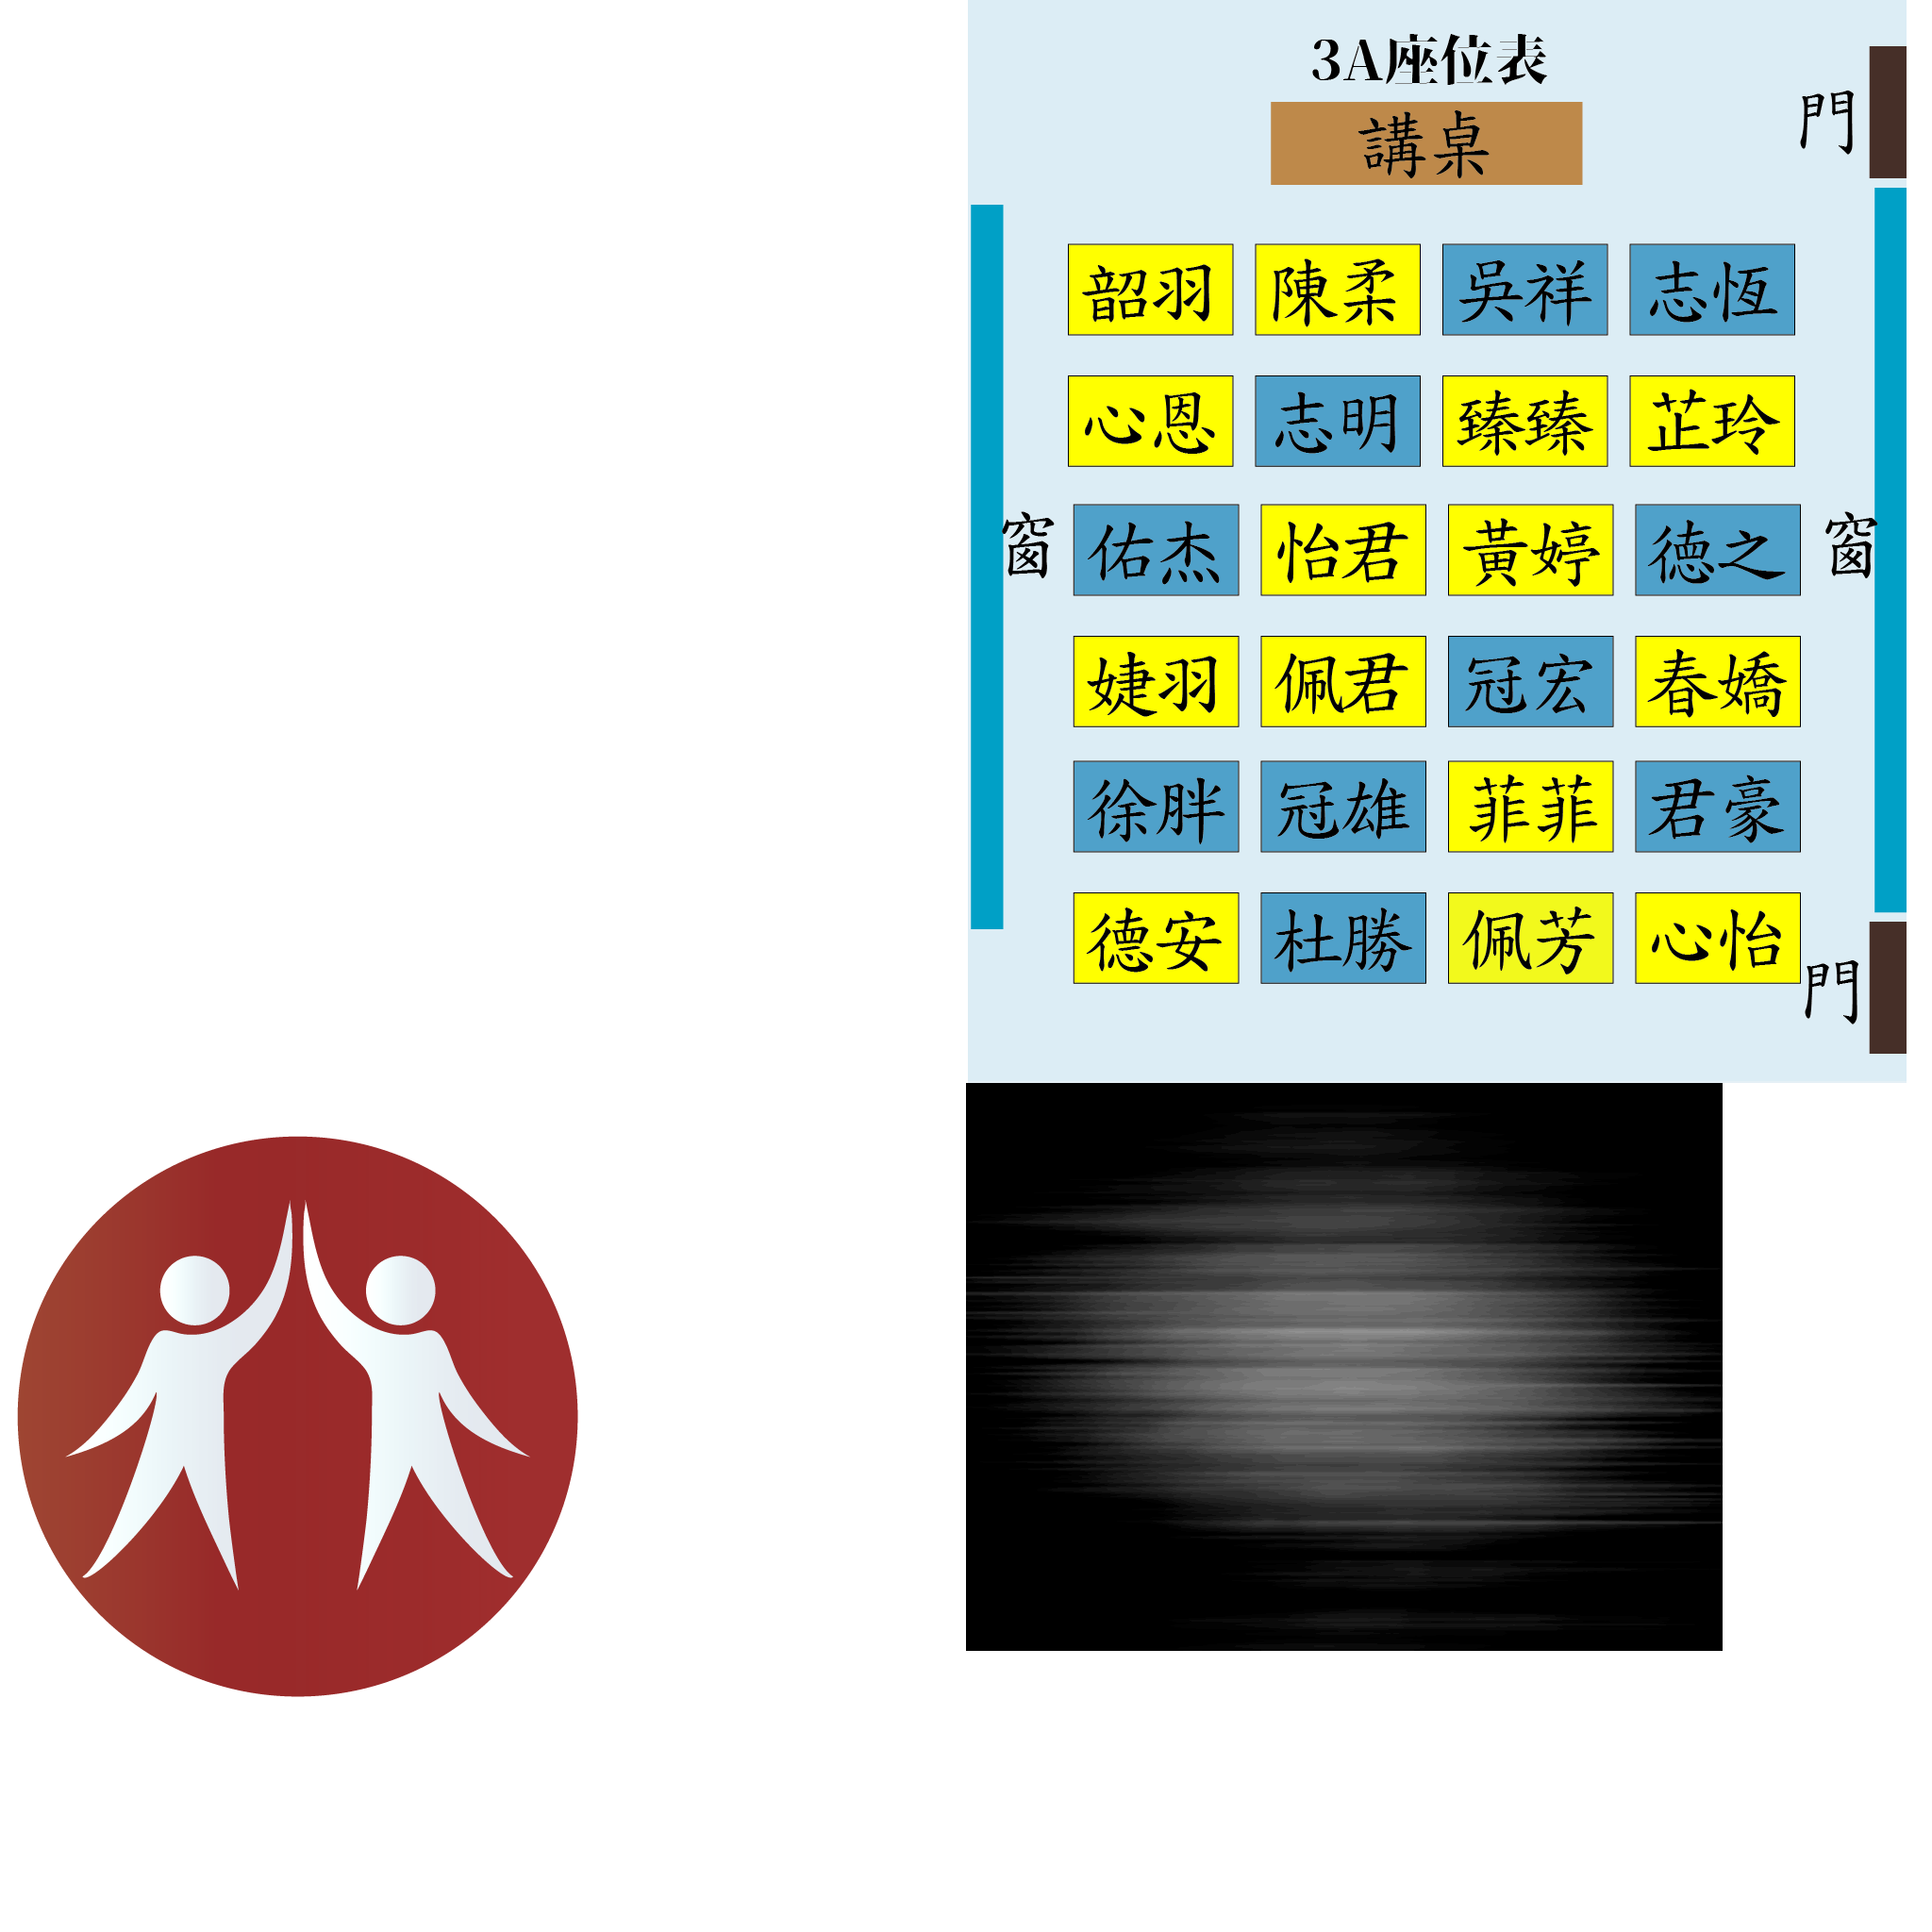 3A座位表
講桌
門
韶羽 陳柔 吳祥 志恆
心恩 志明 臻臻 芷玲
窗 佑杰 怡君 黃婷 德之 窗
婕羽 佩君 冠宏 春嬌
徐胖 冠雄 菲菲 君豪
德安 杜勝 佩芳 心怡
門